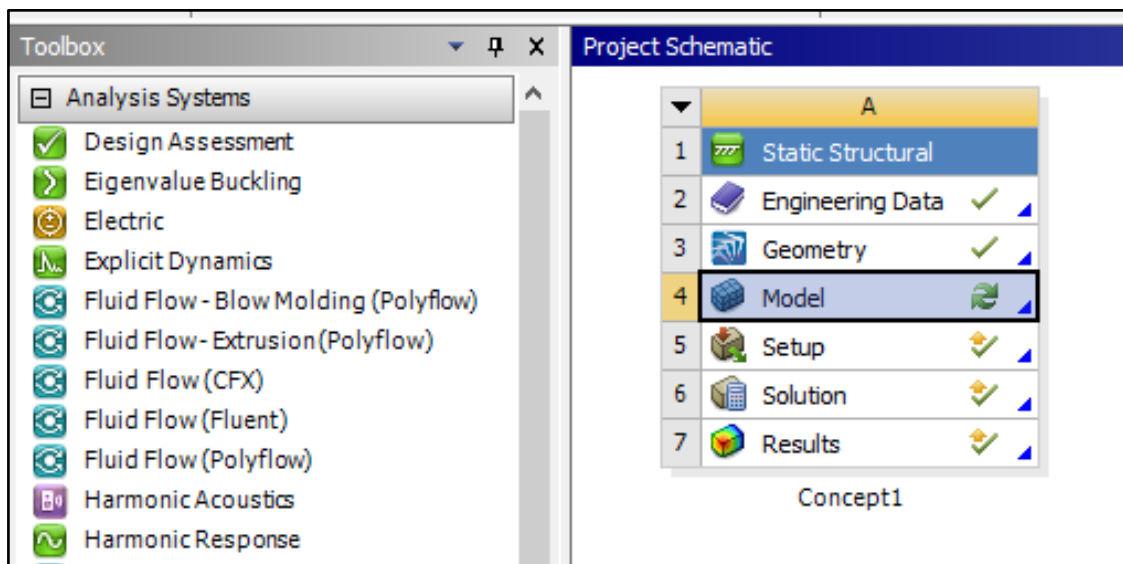 Toolbox
Analysis Systems
Design Assessment
Eigenvalue Buckling
Electric
Explicit Dynamics
Fluid Flow - Blow Molding (Polyflow)
Fluid Flow - Extrusion (Polyflow)
Fluid Flow (CFX)
Fluid Flow (Fluent)
Fluid Flow (Polyflow)
Harmonic Acoustics
Harmonic Response
Project Schematic
A
1 Static Structural
2 Engineering Data
3 Geometry
4 Model
5 Setup
6 Solution
7 Results
Concept1